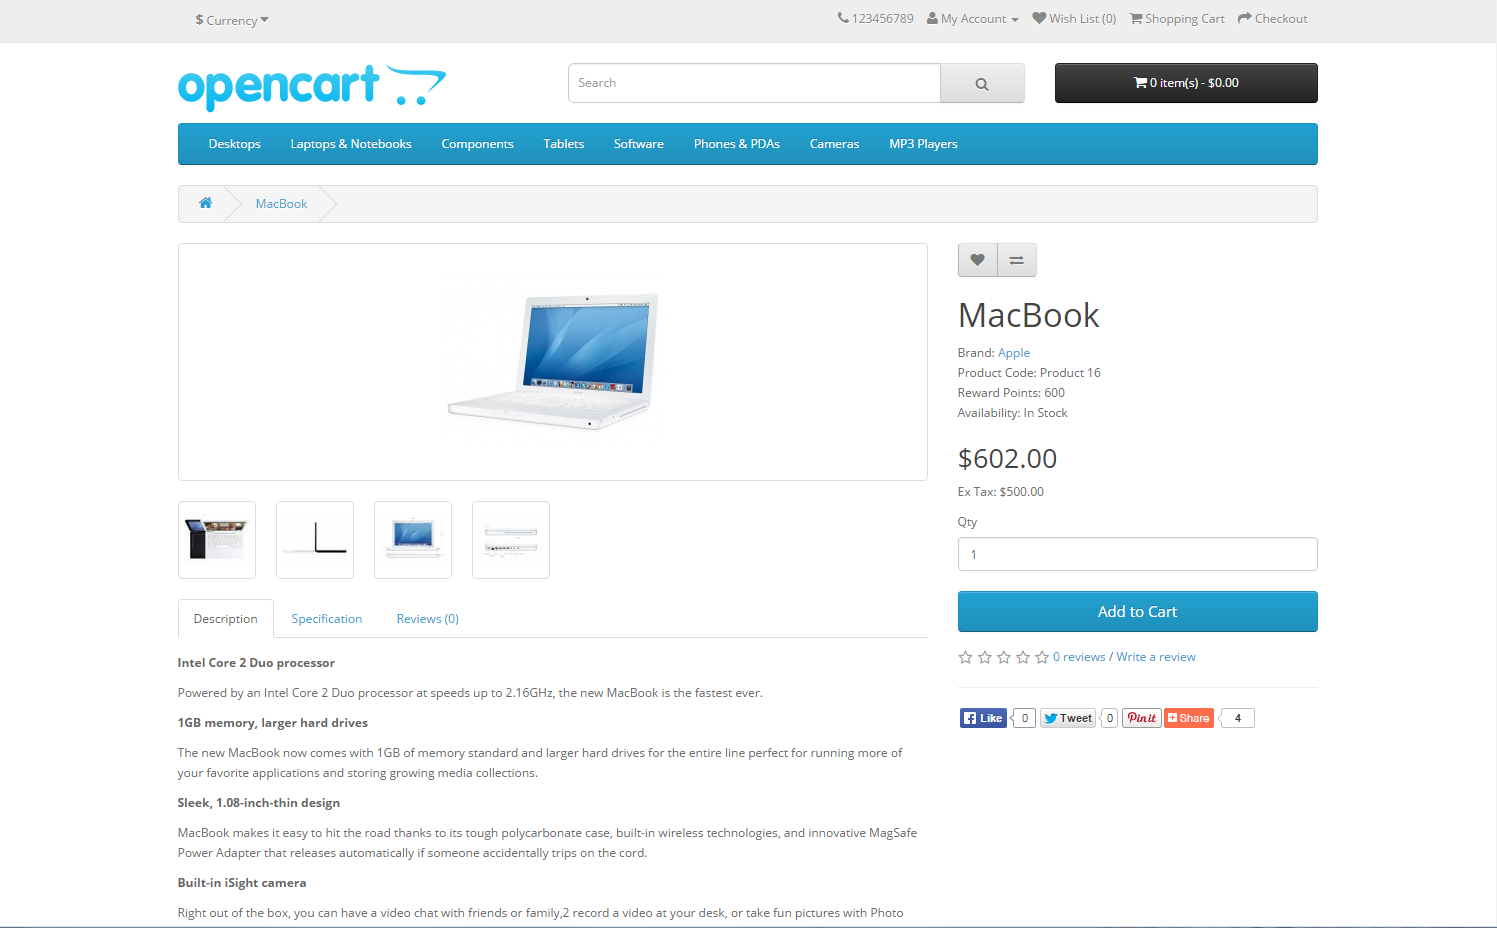 $ Currency
123456789 My Account Wish List (0) Shopping Cart Checkout
opencart
Search
0 item(s) - $0.00
Desktops Laptops & Notebooks Components Tablets Software Phones & PDAs Cameras MP3 Players
MacBook
MacBook
Brand: Apple
Product Code: Product 16
Reward Points: 600
Availability: In Stock
$602.00
Ex Tax: $500.00
Qty
1
Add to Cart
0 reviews / Write a review
Like 0 Tweet 0 Pin it Share 4
Description Specification Reviews (0)
Intel Core 2 Duo processor
Powered by an Intel Core 2 Duo processor at speeds up to 2.16GHz, the new MacBook is the fastest ever.
1GB memory, larger hard drives
The new MacBook now comes with 1GB of memory standard and larger hard drives for the entire line perfect for running more of
your favorite applications and storing growing media collections.
Sleek, 1.08-inch-thin design
MacBook makes it easy to hit the road thanks to its tough polycarbonate case, built-in wireless technologies, and innovative MagSafe
Power Adapter that releases automatically if someone accidentally trips on the cord.
Built-in iSight camera
Right out of the box, you can have a video chat with friends or family,2 record a video at your desk, or take fun pictures with Photo